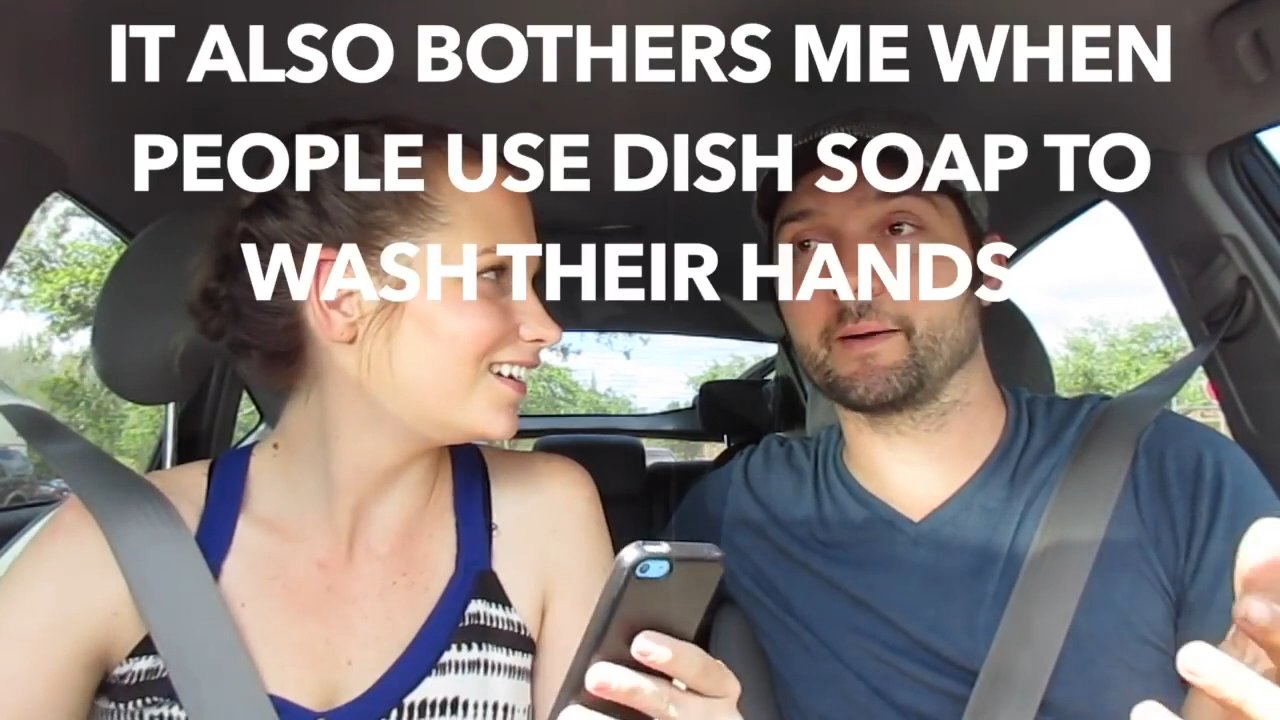 IT ALSO BOTHERS ME WHEN
PEOPLE USE DISH SOAP TO
WASH THEIR HANDS